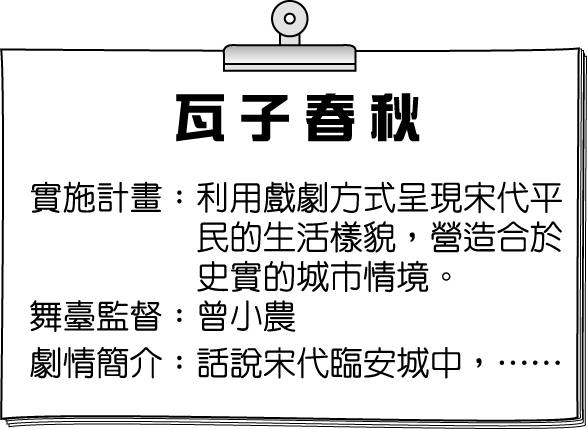 瓦子春秋
實施計畫：利用戲劇方式呈現宋代平
民的生活樣貌，營造合於
史實的城市情境。
舞臺監督：曾小農
劇情簡介：話說宋代臨安城中，⋯⋯